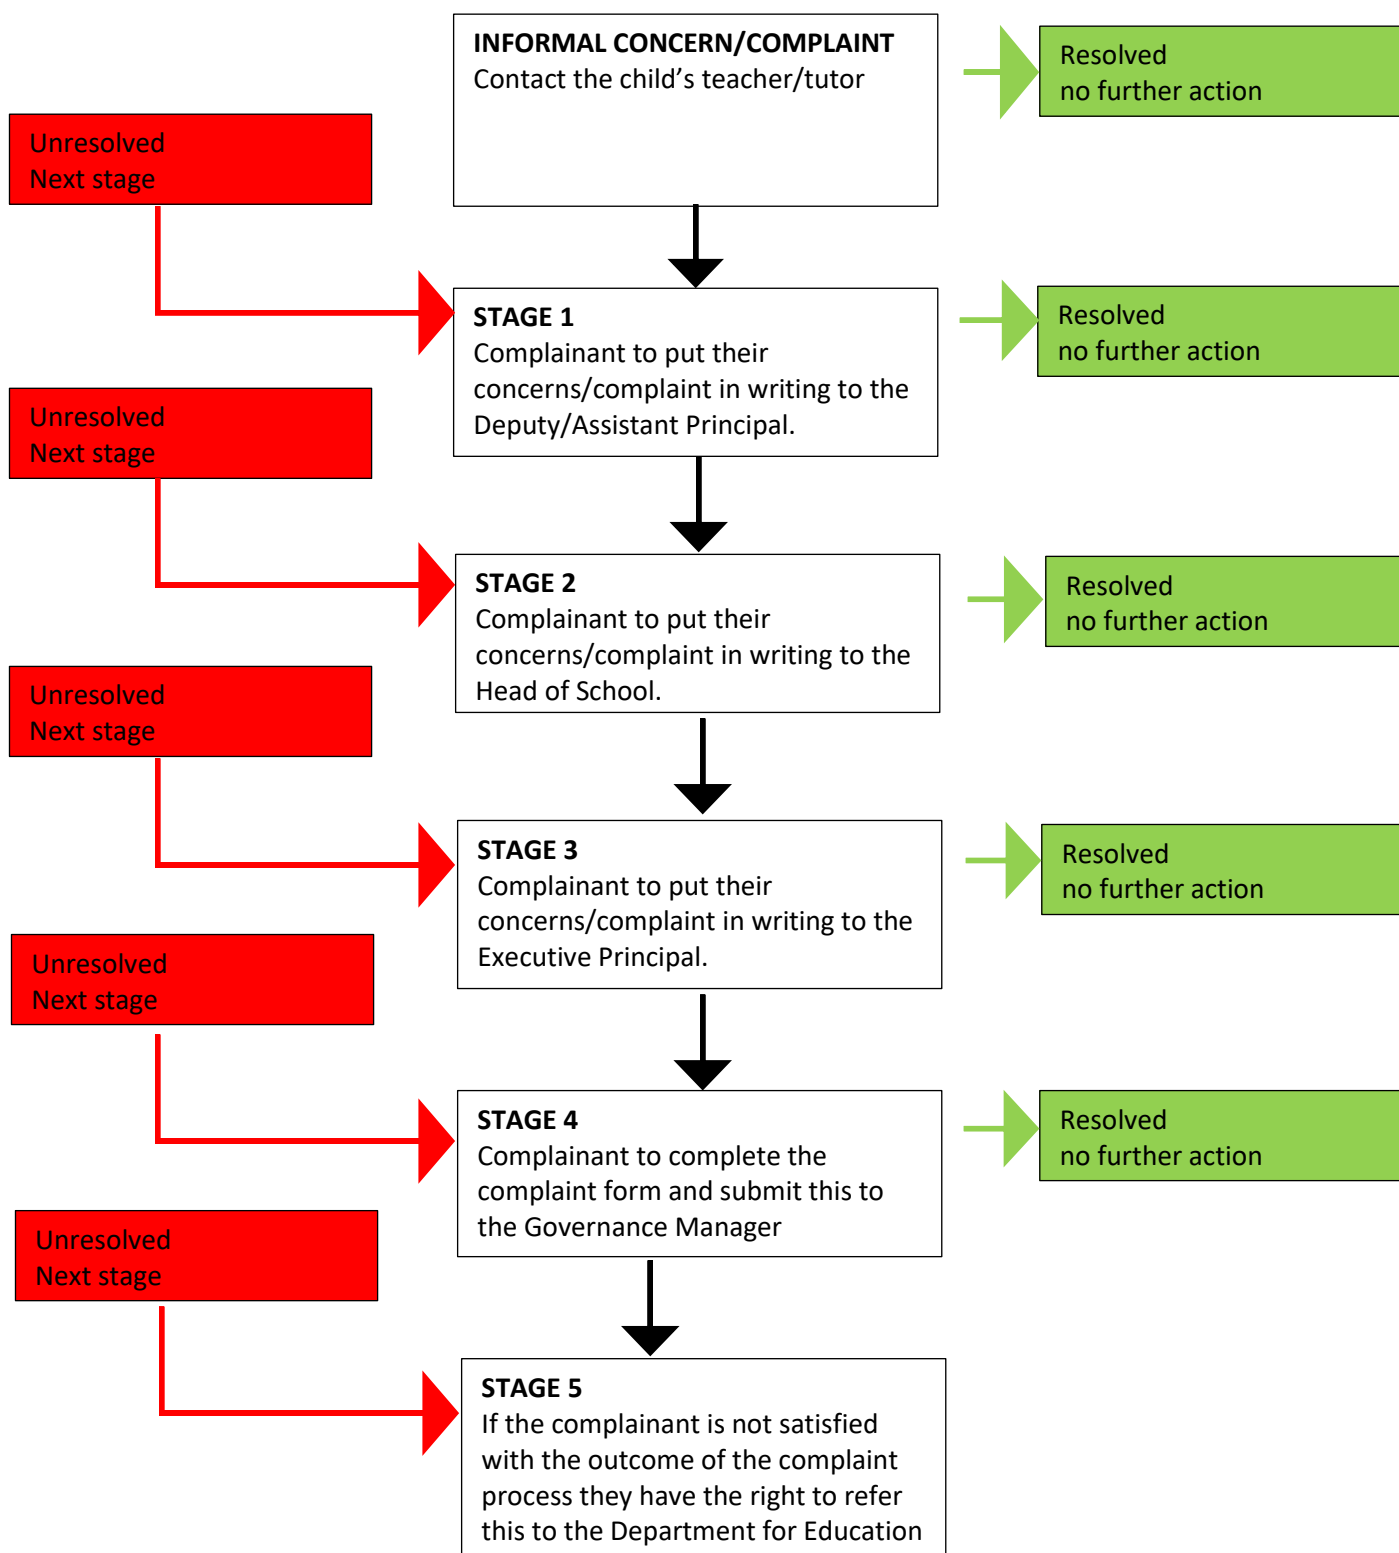 INFORMAL CONCERN/COMPLAINT
Contact the child’s teacher/tutor
Resolved
no further action
Unresolved
Next stage
STAGE 1
Complainant to put their
concerns/complaint in writing to the
Deputy/Assistant Principal.
Resolved
no further action
Unresolved
Next stage
STAGE 2
Complainant to put their
concerns/complaint in writing to the
Head of School.
Resolved
no further action
Unresolved
Next stage
STAGE 3
Complainant to put their
concerns/complaint in writing to the
Executive Principal.
Resolved
no further action
Unresolved
Next stage
STAGE 4
Complainant to complete the
complaint form and submit this to
the Governance Manager
Resolved
no further action
Unresolved
Next stage
STAGE 5
If the complainant is not satisfied
with the outcome of the complaint
process they have the right to refer
this to the Department for Education